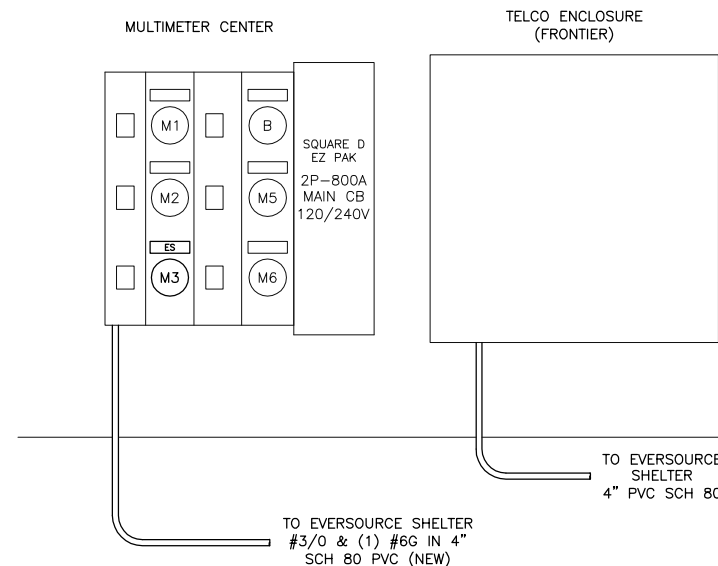 MULTIMETER CENTER
TELCO ENCLOSURE
(FRONTIER)
M1
B
SQUARE D
EZ PAK
2P-800A
MAIN CB
120/240V
M2
M5
ES
M3
M6
TO EVERSOURCE
SHELTER
4" PVC SCH 80
TO EVERSOURCE SHELTER
#3/0 & (1) #6G IN 4"
SCH 80 PVC (NEW)